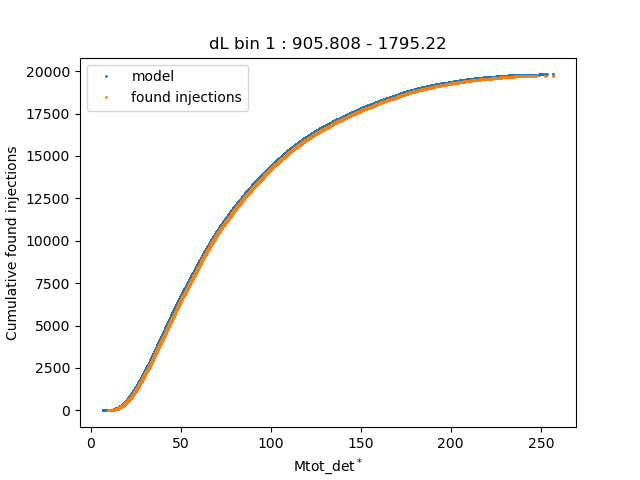 dL bin 1 : 905.808 - 1795.22
model
found injections
20000
17500
15000
12500
10000
7500
5000
2500
0
Cumulative found injections
0 50 100 150 200 250
Mtot_det*